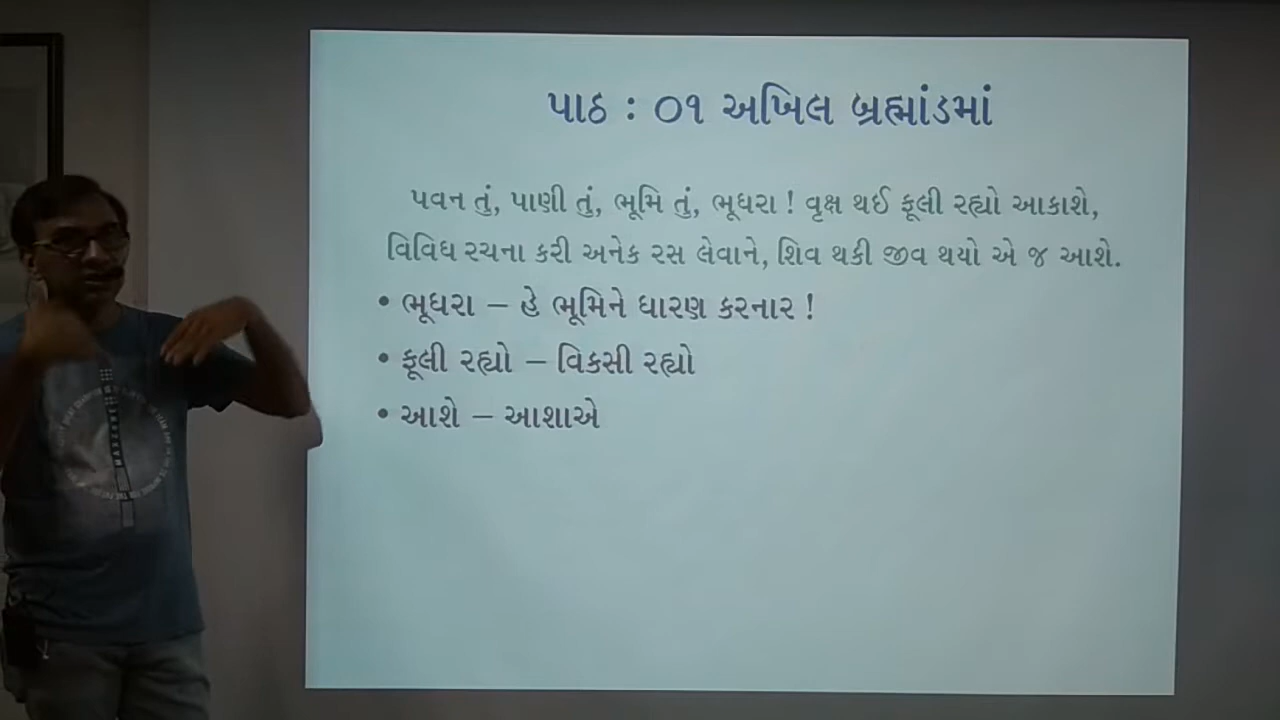 પાઠ : ૦૧ અખિલ બ્રહ્માંડમાં
પવન તું, પાણી તું, ભૂમિ તું, ભૂધરા ! વૃક્ષ થઈ ફૂલી રહ્યો આકાશે,
વિવિધ રચના કરી અનેક રસ લેવાને, શિવ થકી જીવ થયો એ જ આશે.
• ભૂધરા – હે ભૂમિને ધારણ કરનાર !
• ફૂલી રહ્યો – વિકસી રહ્યો
• આશે – આશાએ